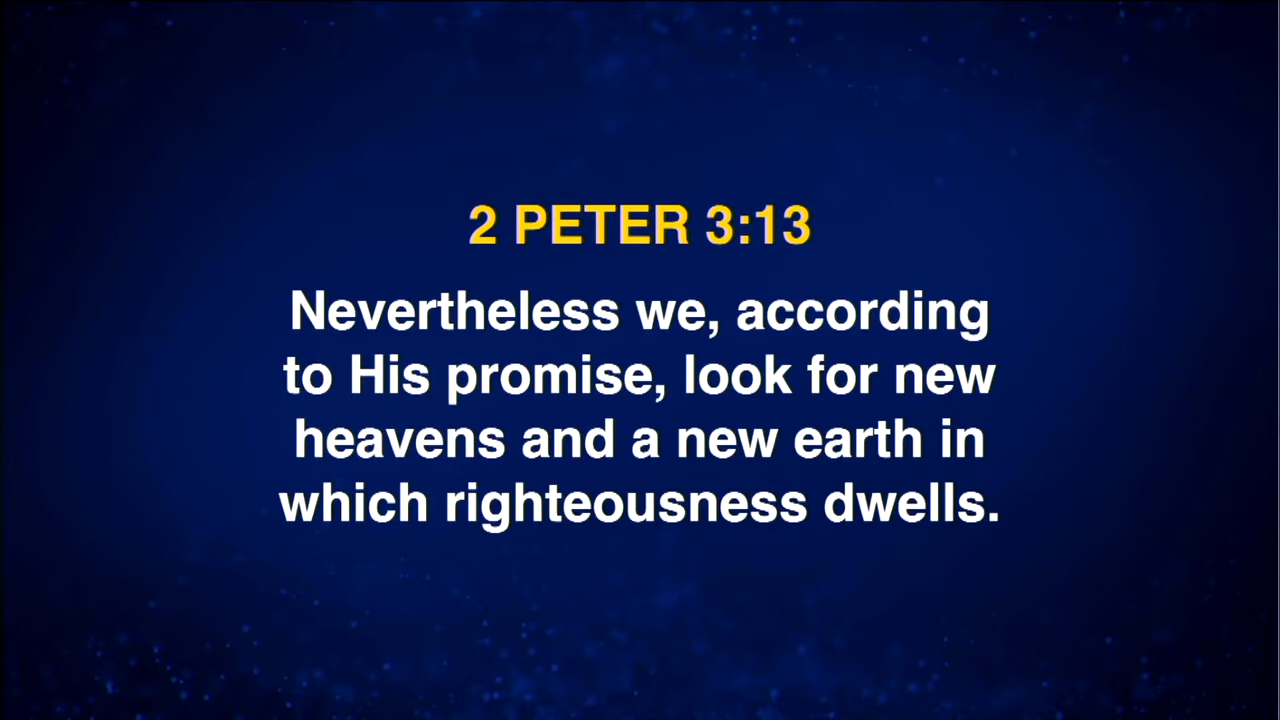 2 PETER 3:13
Nevertheless we, according
to His promise, look for new
heavens and a new earth in
which righteousness dwells.